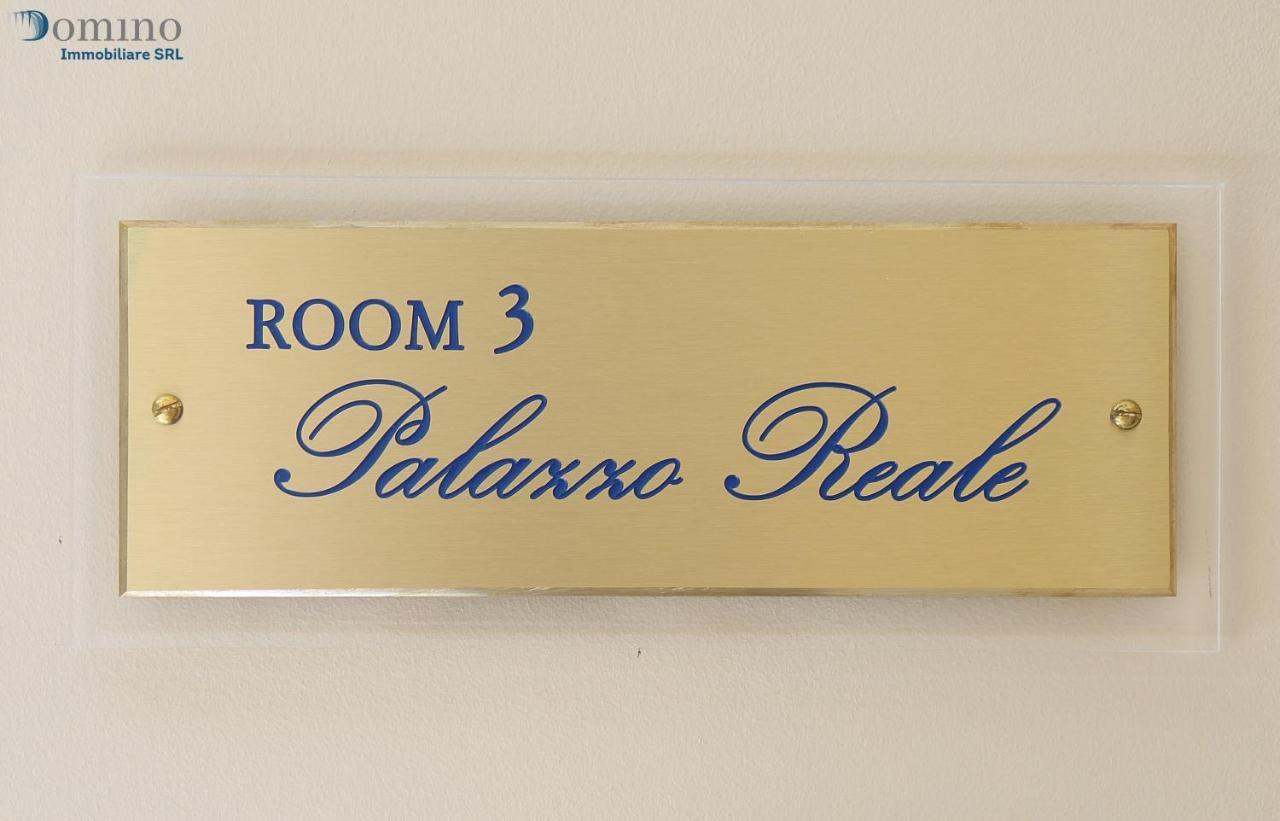 Domino
Immobiliare SRL
ROOM 3
Palazzo Reale